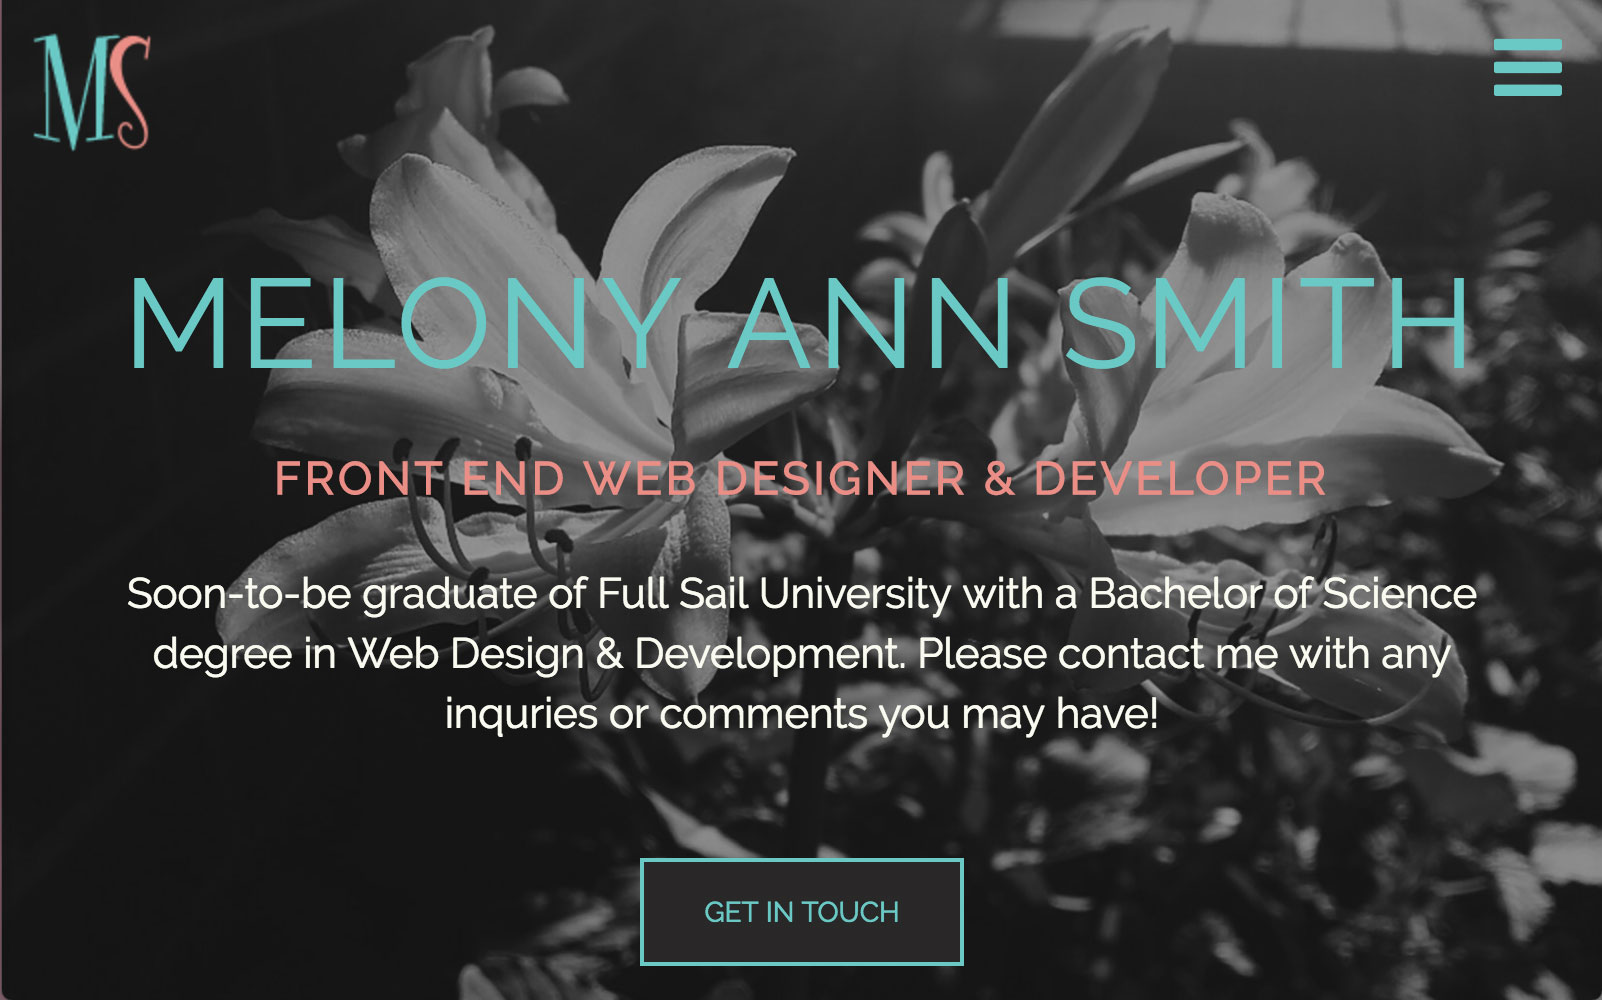 MS
MELONY ANN SMITH
FRONT END WEB DESIGNER & DEVELOPER
Soon-to-be graduate of Full Sail University with a Bachelor of Science
degree in Web Design & Development. Please contact me with any
inquries or comments you may have!
GET IN TOUCH